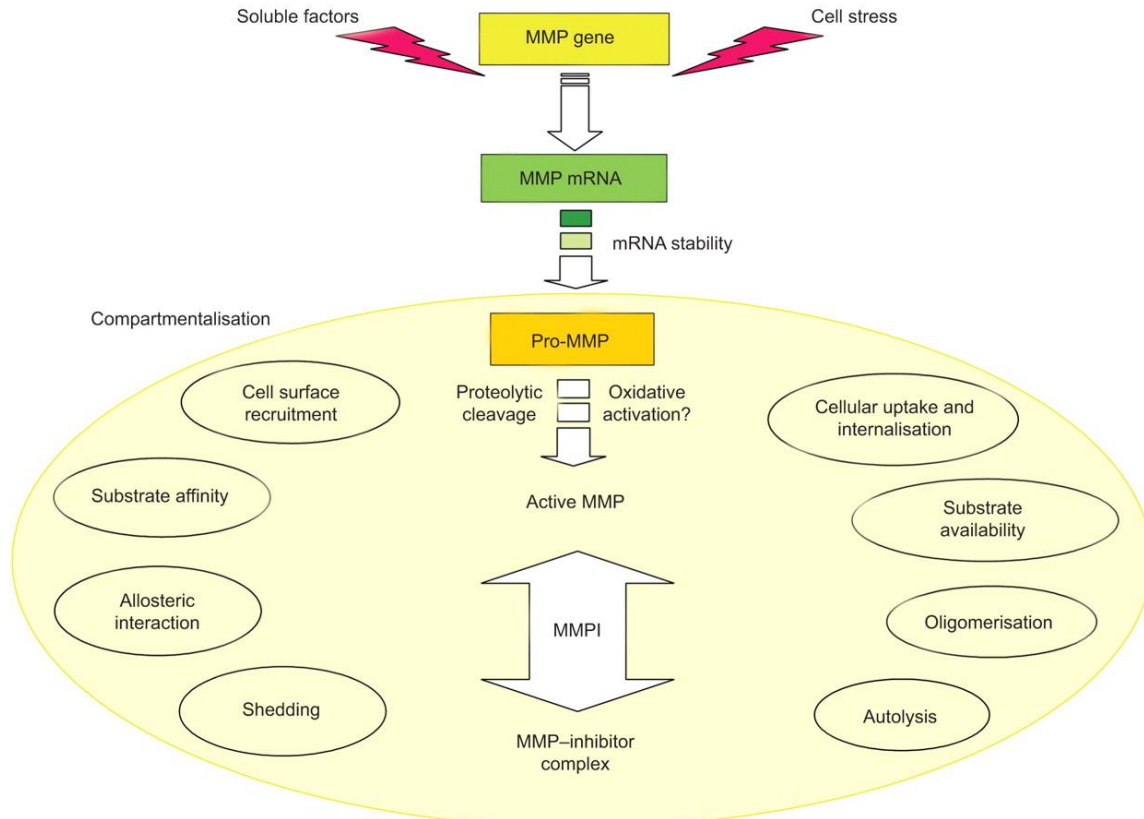 Soluble factors
MMP gene
Cell stress
MMP mRNA
mRNA stability
Compartmentalisation
Pro-MMP
Cell surface
recruitment
Proteolytic
cleavage
Oxidative
activation?
Cellular uptake and
internalisation
Substrate affinity
Active MMP
Substrate
availability
Allosteric
interaction
MMPI
Oligomerisation
Shedding
Autolysis
MMP–inhibitor
complex